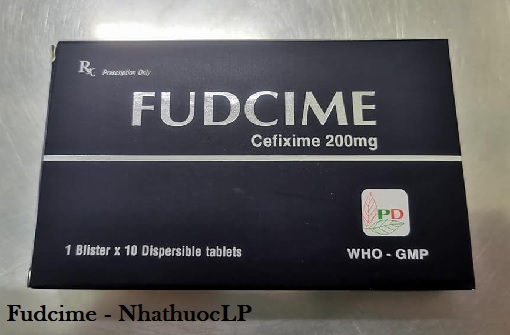 Rx Prescription Only
FUDCIME
Cefixime 200mg
PD
1 Blister x 10 Dispersible tablets
WHO - GMP
Fudcime - NhathuocLP